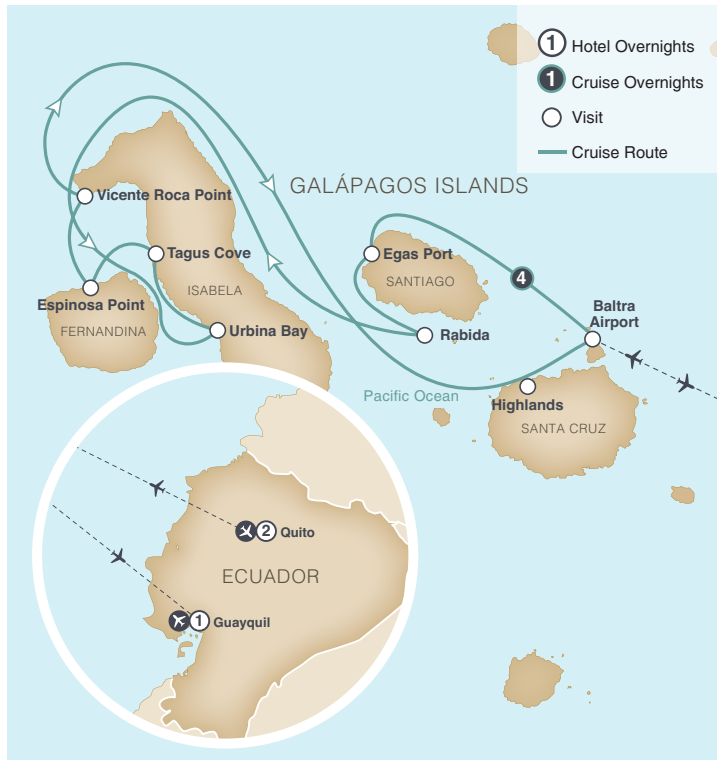 1 Hotel Overnights
1 Cruise Overnights
Visit
Cruise Route
GALÁPAGOS ISLANDS
Vicente Roca Point
Tagus Cove
Egas Port
ISABELA
SANTIAGO
4
Espinosa Point
Baltra
Airport
FERNANDINA
Urbina Bay
Rabida
Pacific Ocean
Highlands
SANTA CRUZ
2 Quito
ECUADOR
1 Guayquil